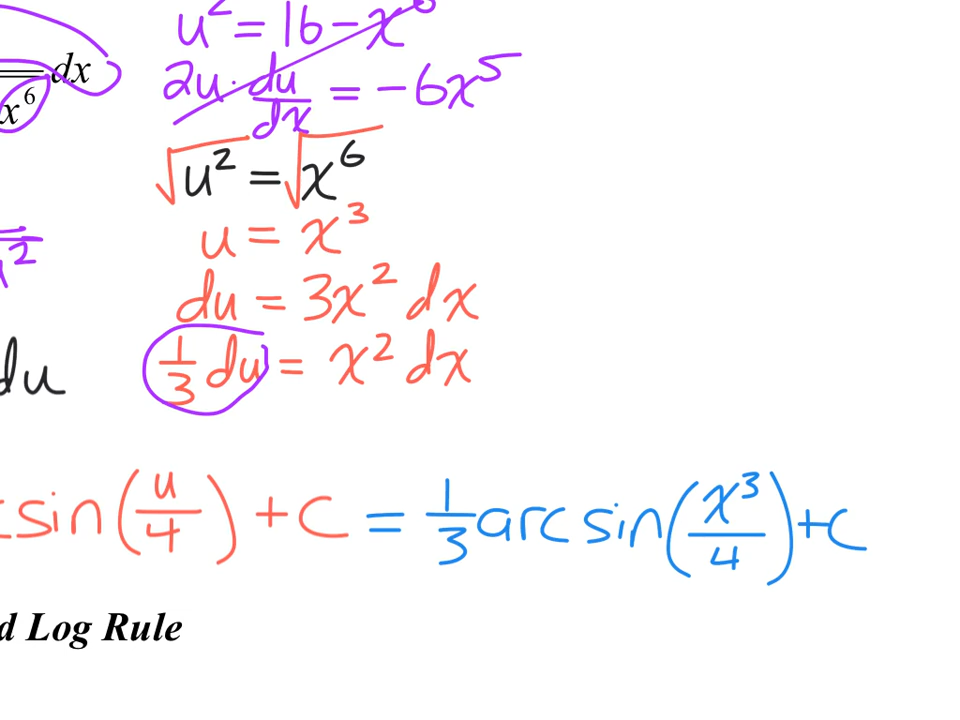 u² = 16 - x⁶
dx
x⁶
2u · du/dx = -6x⁵
√u² = √x⁶
u = x³
u²
du = 3x² dx
du
1/3 du = x² dx
sin(u/4) + C = 1/3 arcsin(x³/4) + C
d Log Rule